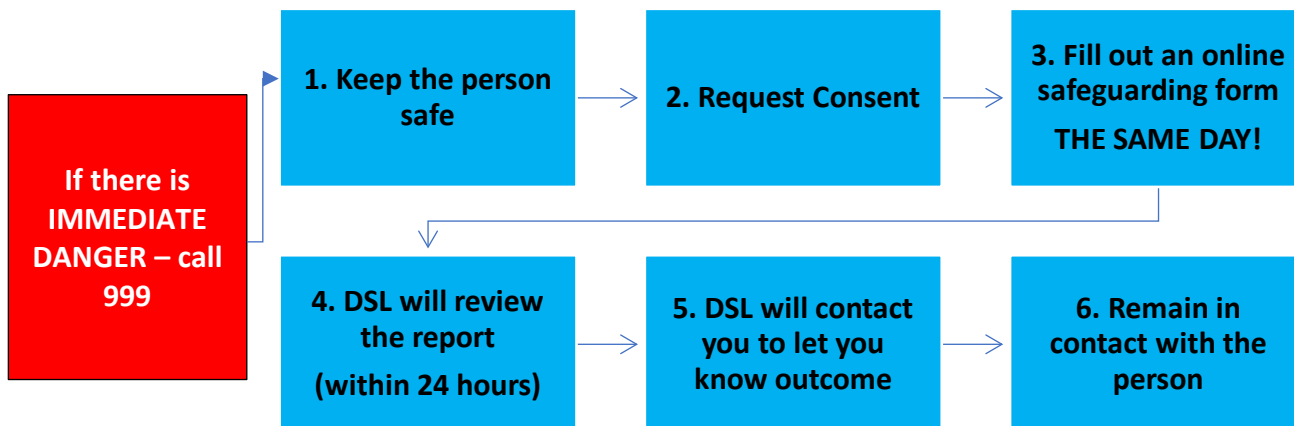 If there is
IMMEDIATE
DANGER – call
999
1. Keep the person
safe
2. Request Consent
3. Fill out an online
safeguarding form
THE SAME DAY!
4. DSL will review
the report
(within 24 hours)
5. DSL will contact
you to let you
know outcome
6. Remain in
contact with the
person